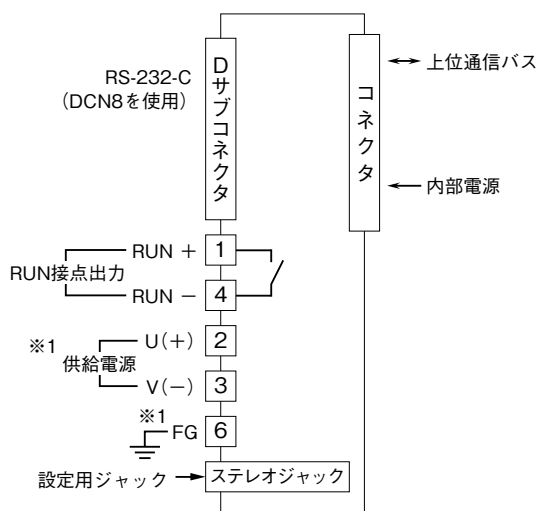 RS-232-C
(DCN8を使用)
Dサブコネクタ
コネクタ
上位通信バス
内部電源
RUN接点出力
RUN +
1
RUN −
4
※1
供給電源
U(+)
2
V(−)
3
※1
FG
6
設定用ジャック
ステレオジャック